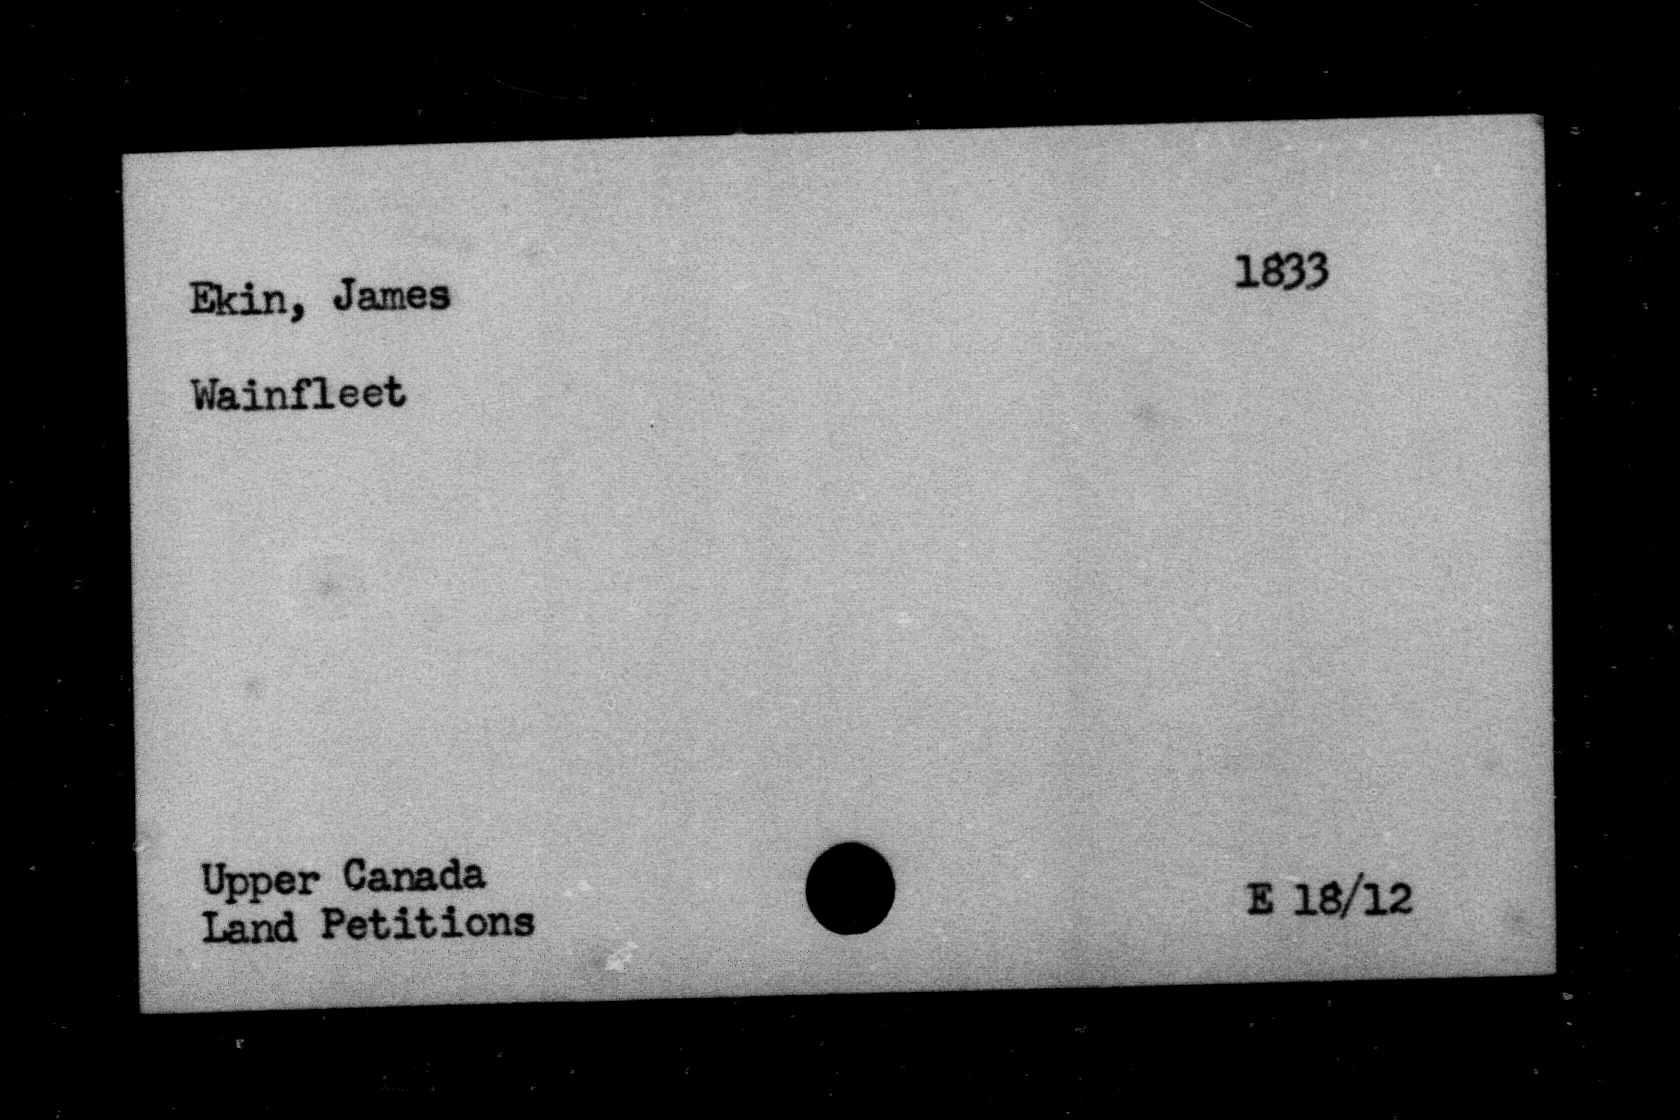 Ekin, James 1833
Wainfleet
Upper Canada
Land Petitions E 18/12